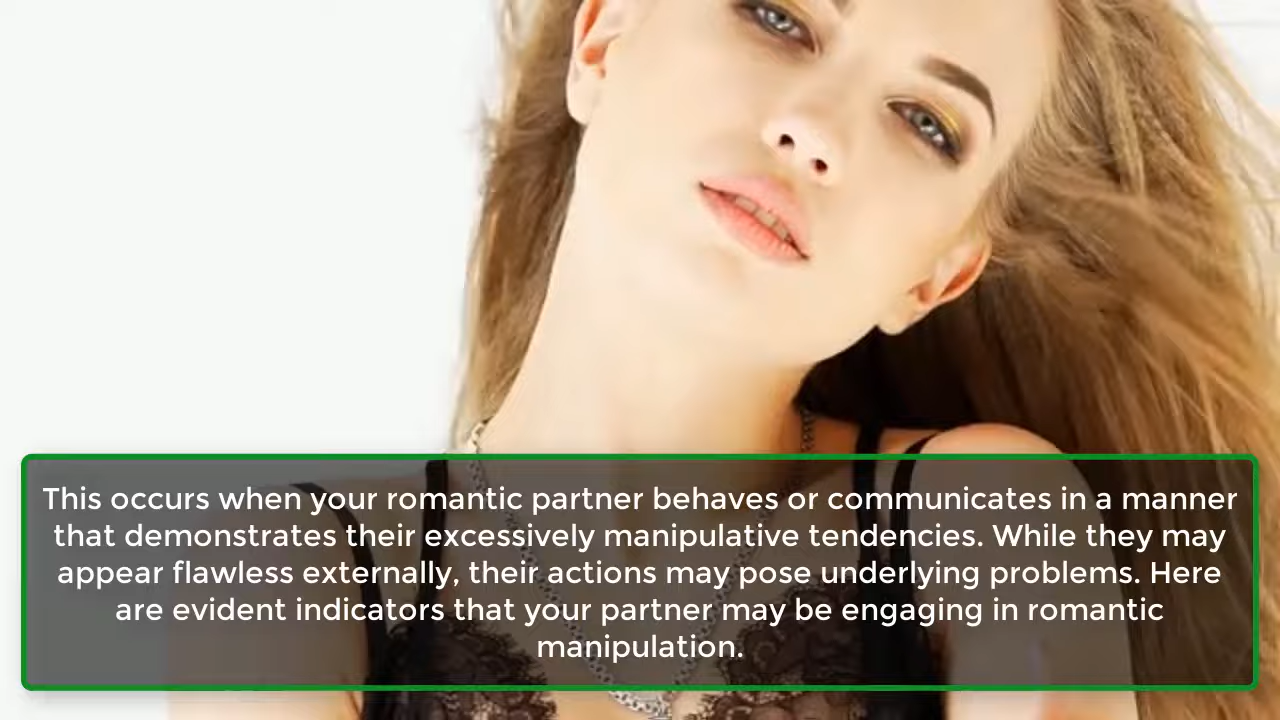 This occurs when your romantic partner behaves or communicates in a manner
that demonstrates their excessively manipulative tendencies. While they may
appear flawless externally, their actions may pose underlying problems. Here
are evident indicators that your partner may be engaging in romantic
manipulation.